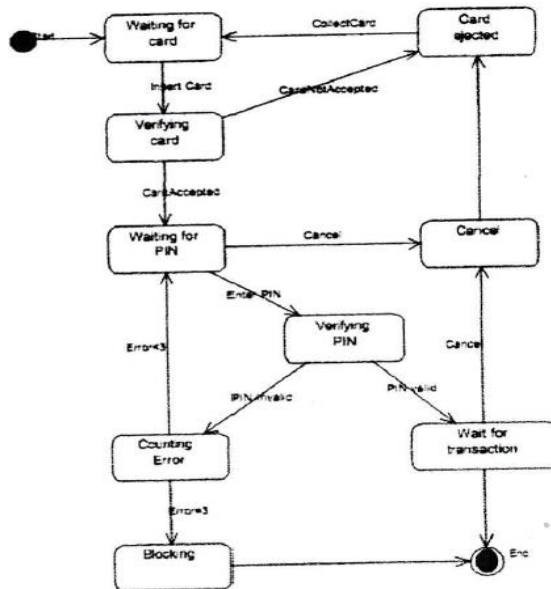 Start
Waiting for
card
CollectCard
Card
ejected
Insert Card
CardNotAccepted
Verifying
card
CardAccepted
Waiting for
PIN
Cancel
Cancel
Enter PIN
Verifying
PIN
Error<3
Cancel
PIN invalid
PIN valid
Counting
Error
Wait for
transaction
Error=3
Blocking
End